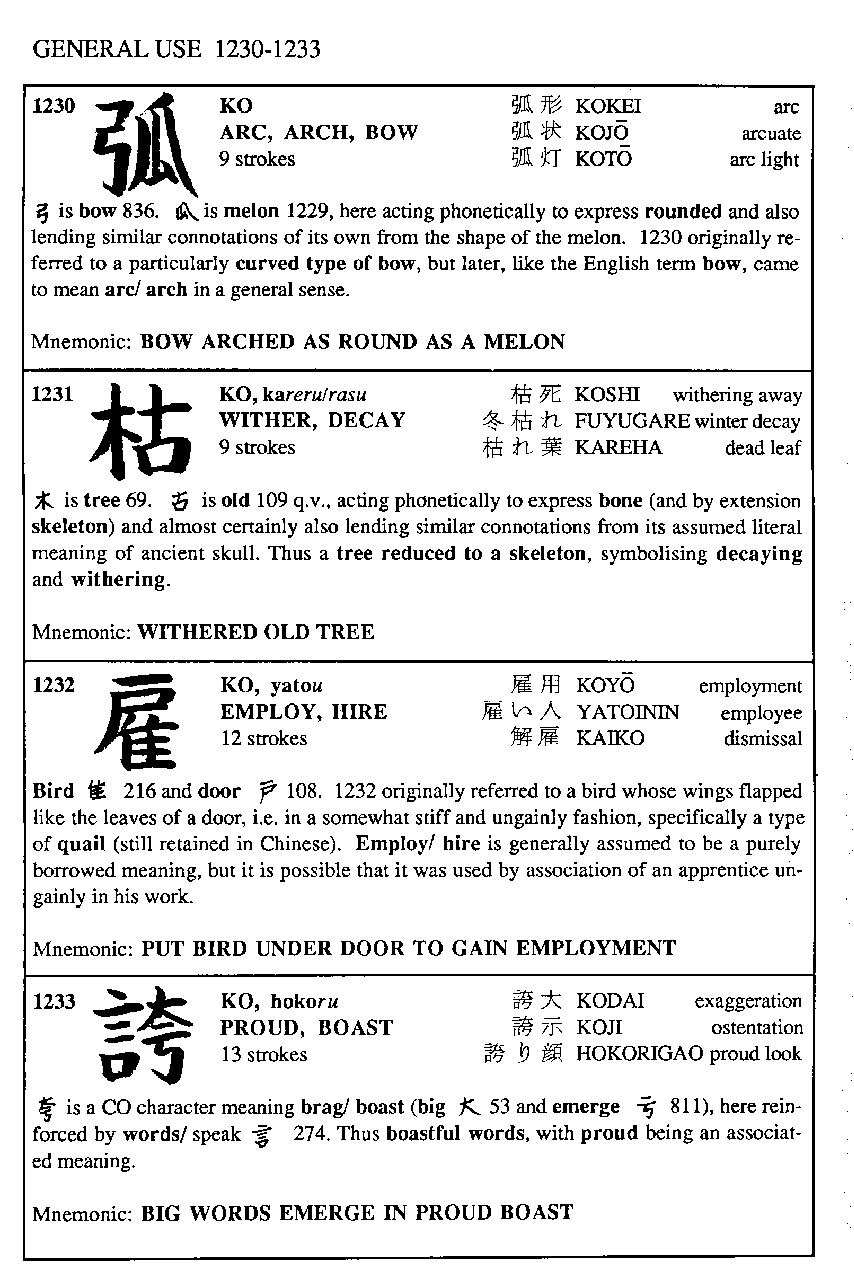 GENERAL USE 1230-1233
1230 弧 KO 弧形 KOKEI arc
ARC, ARCH, BOW 弧状 KOJŌ arcuate
9 strokes 弧灯 KOTŌ arc light
弓 is bow 836. 瓜 is melon 1229, here acting phonetically to express rounded and also
lending similar connotations of its own from the shape of the melon. 1230 originally re-
ferred to a particularly curved type of bow, but later, like the English term bow, came
to mean arc/ arch in a general sense.
Mnemonic: BOW ARCHED AS ROUND AS A MELON
1231 枯 KO, kareru/rasu 枯死 KOSHI withering away
WITHER, DECAY 冬枯れ FUYUGARE winter decay
9 strokes 枯れ葉 KAREHA dead leaf
木 is tree 69. 古 is old 109 q.v., acting phonetically to express bone (and by extension
skeleton) and almost certainly also lending similar connotations from its assumed literal
meaning of ancient skull. Thus a tree reduced to a skeleton, symbolising decaying
and withering.
Mnemonic: WITHERED OLD TREE
1232 雇 KO, yatou 雇用 KOYŌ employment
EMPLOY, HIRE 雇い人 YATOININ employee
12 strokes 解雇 KAIKO dismissal
Bird 隹 216 and door 戸 108. 1232 originally referred to a bird whose wings flapped
like the leaves of a door, i.e. in a somewhat stiff and ungainly fashion, specifically a type
of quail (still retained in Chinese). Employ/ hire is generally assumed to be a purely
borrowed meaning, but it is possible that it was used by association of an apprentice un-
gainly in his work.
Mnemonic: PUT BIRD UNDER DOOR TO GAIN EMPLOYMENT
1233 誇 KO, hokoru 誇大 KODAI exaggeration
PROUD, BOAST 誇示 KOJI ostentation
13 strokes 誇り顔 HOKORIGAO proud look
夸 is a CO character meaning brag/ boast (big 大 53 and emerge 亏 811), here rein-
forced by words/ speak 言 274. Thus boastful words, with proud being an associat-
ed meaning.
Mnemonic: BIG WORDS EMERGE IN PROUD BOAST